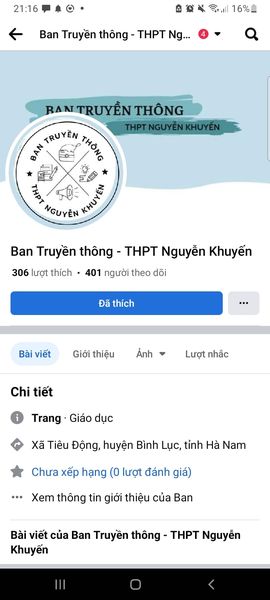 21:16
16%
Ban Truyền thông - THPT Ng...
4
BAN TRUYỀN THÔNG
THPT NGUYỄN KHUYẾN
BAN TRUYỀN THÔNG
THPT NGUYỄN KHUYẾN
Ban Truyền thông - THPT Nguyễn Khuyến
306 lượt thích • 401 người theo dõi
Đã thích
Bài viết Giới thiệu Ảnh Lượt nhắc
Chi tiết
Trang · Giáo dục
Xã Tiêu Động, huyện Bình Lục, tỉnh Hà Nam
Chưa xếp hạng (0 lượt đánh giá)
Xem thông tin giới thiệu của Ban
Bài viết của Ban Truyền thông - THPT Nguyễn
Khuyến